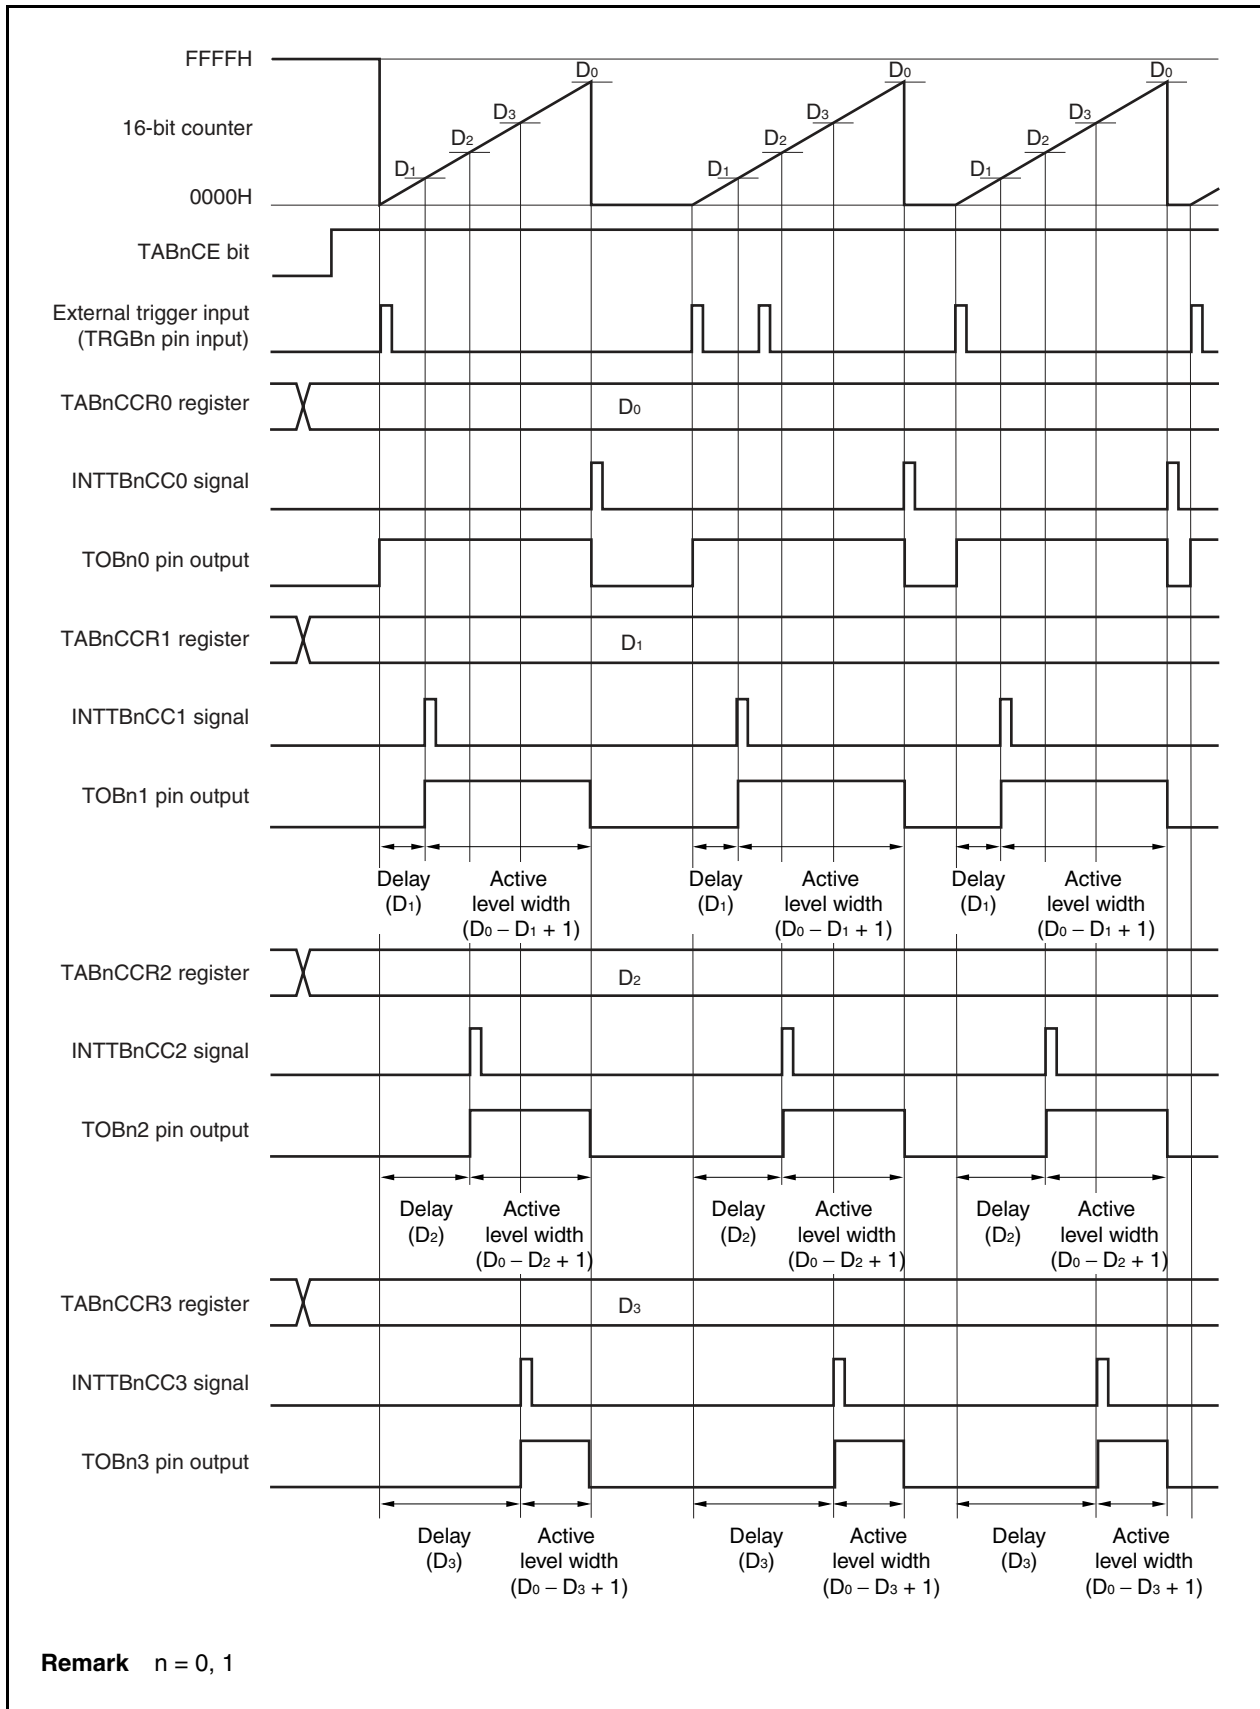 FFFFH
D0 D0 D0
D3 D3 D3
16-bit counter
D2 D2 D2
D1 D1 D1
0000H
TABnCE bit
External trigger input
(TRGBn pin input)
TABnCCR0 register
D0
INTTBnCC0 signal
TOBn0 pin output
TABnCCR1 register
D1
INTTBnCC1 signal
TOBn1 pin output
Delay Active Delay Active Delay Active
(D1) level width (D1) level width (D1) level width
(D0 – D1 + 1) (D0 – D1 + 1) (D0 – D1 + 1)
TABnCCR2 register
D2
INTTBnCC2 signal
TOBn2 pin output
Delay Active Delay Active Delay Active
(D2) level width (D2) level width (D2) level width
(D0 – D2 + 1) (D0 – D2 + 1) (D0 – D2 + 1)
TABnCCR3 register
D3
INTTBnCC3 signal
TOBn3 pin output
Delay Active Delay Active Delay Active
(D3) level width (D3) level width (D3) level width
(D0 – D3 + 1) (D0 – D3 + 1) (D0 – D3 + 1)
Remark n = 0, 1